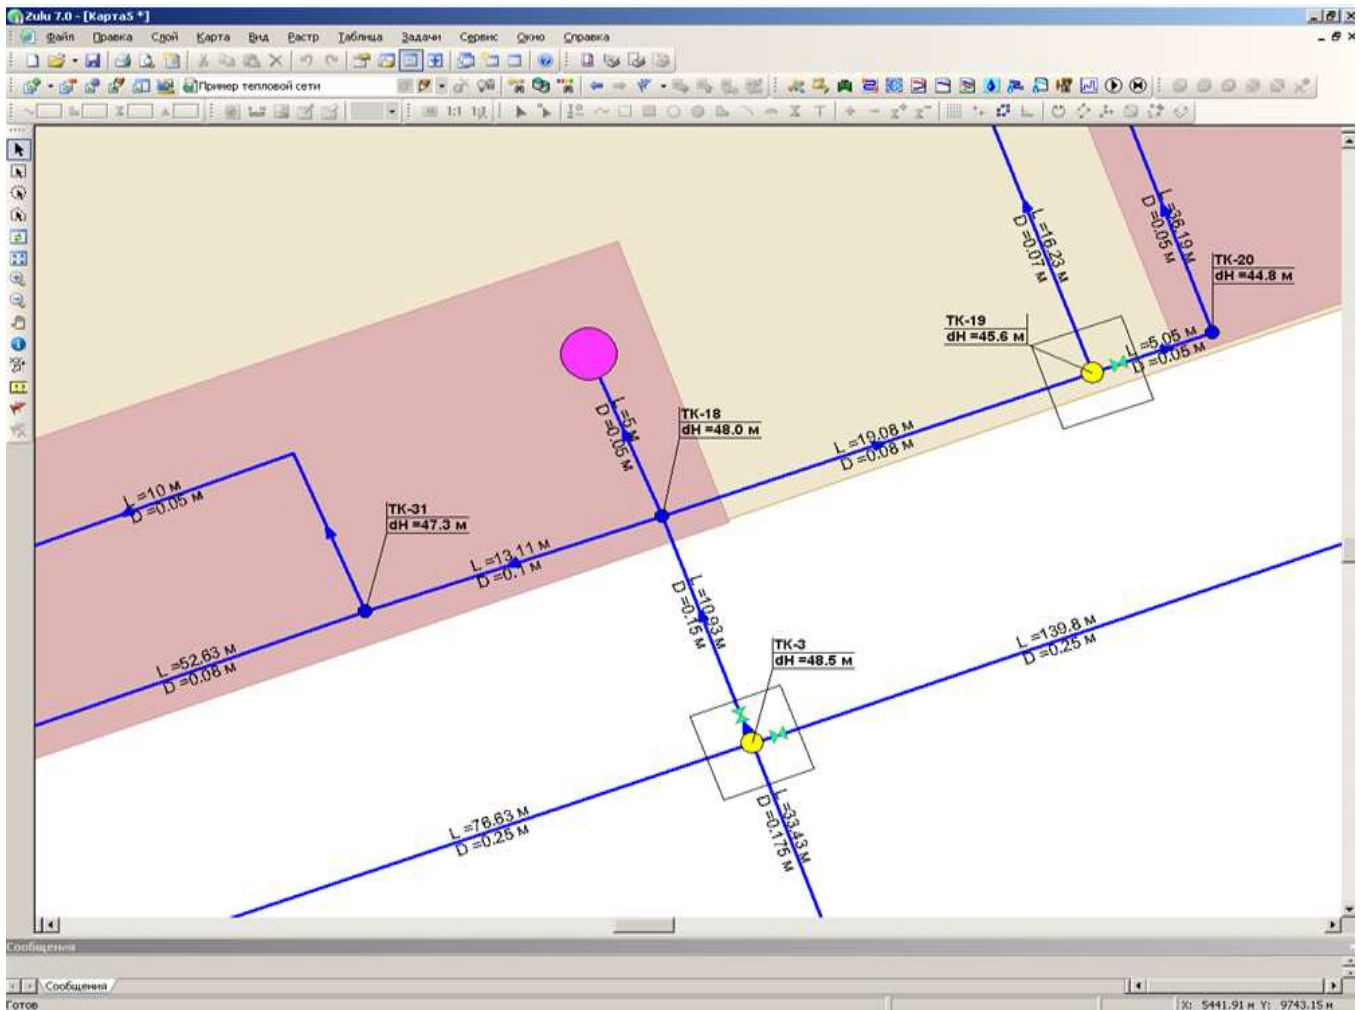 Zulu 7.0 - [Карта5 *]
Файл Правка Слой Карта Вид Растр Таблица Задачи Сервис Окно Справка
Пример тепловой сети
1:1
L =16.23 м
D =0.07 м
L =36.19 м
D =0.05 м
ТК-20
dH =44.8 м
ТК-19
dH =45.6 м
L =5.05 м
D =0.05 м
L =5 м
D =0.05 м
ТК-18
dH =48.0 м
L =19.08 м
D =0.08 м
L =10 м
D =0.05 м
ТК-31
dH =47.3 м
L =13.11 м
D =0.1 м
L =10.93 м
D =0.15 м
L =139.8 м
D =0.25 м
L =52.63 м
D =0.08 м
ТК-3
dH =48.5 м
L =76.63 м
D =0.25 м
L =33.43 м
D =0.175 м
Сообщения
Сообщения
Готов
X: 5441.91 м Y: 9743.15 м